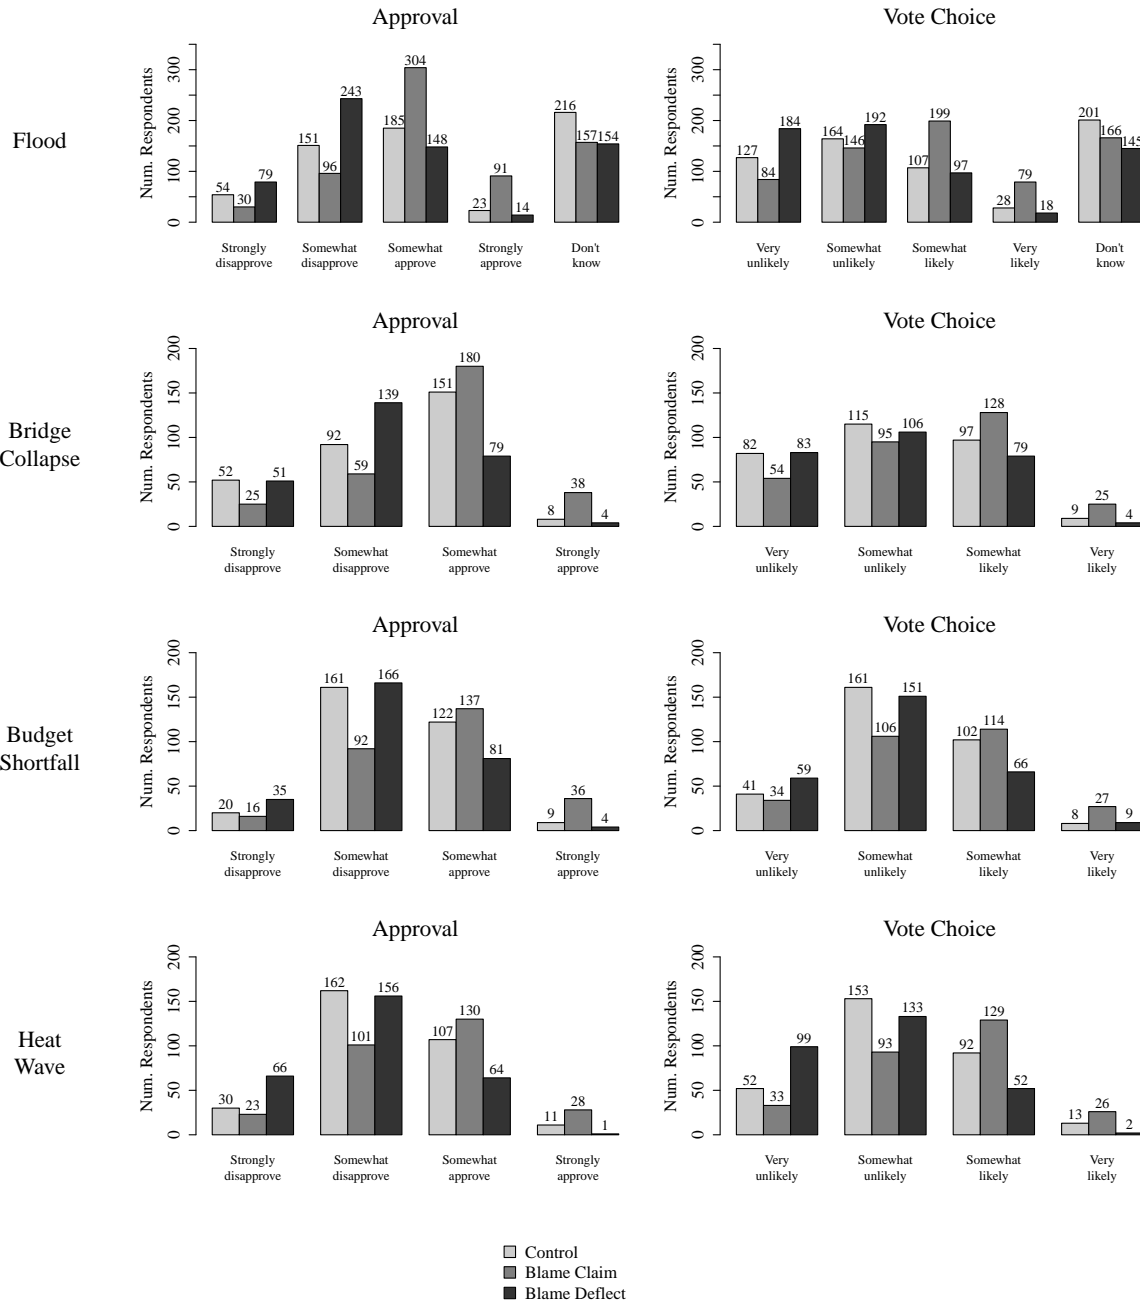 Approval
Vote Choice
Flood
Num. Respondents
0 100 200 300
54 30 79
151 96 243
185 304 148
23 91 14
216 157 154
Strongly disapprove
Somewhat disapprove
Somewhat approve
Strongly approve
Don't know
Num. Respondents
0 100 200 300
127 84 184
164 146 192
107 199 97
28 79 18
201 166 145
Very unlikely
Somewhat unlikely
Somewhat likely
Very likely
Don't know
Approval
Vote Choice
Bridge
Collapse
Num. Respondents
0 50 100 150 200
52 25 51
92 59 139
151 180 79
8 38 4
Strongly disapprove
Somewhat disapprove
Somewhat approve
Strongly approve
Num. Respondents
0 50 100 150 200
82 54 83
115 95 106
97 128 79
9 25 4
Very unlikely
Somewhat unlikely
Somewhat likely
Very likely
Approval
Vote Choice
Budget
Shortfall
Num. Respondents
0 50 100 150 200
20 16 35
161 92 166
122 137 81
9 36 4
Strongly disapprove
Somewhat disapprove
Somewhat approve
Strongly approve
Num. Respondents
0 50 100 150 200
41 34 59
161 106 151
102 114 66
8 27 9
Very unlikely
Somewhat unlikely
Somewhat likely
Very likely
Approval
Vote Choice
Heat
Wave
Num. Respondents
0 50 100 150 200
30 23 66
162 101 156
107 130 64
11 28 1
Strongly disapprove
Somewhat disapprove
Somewhat approve
Strongly approve
Num. Respondents
0 50 100 150 200
52 33 99
153 93 133
92 129 52
13 26 2
Very unlikely
Somewhat unlikely
Somewhat likely
Very likely
Control
Blame Claim
Blame Deflect